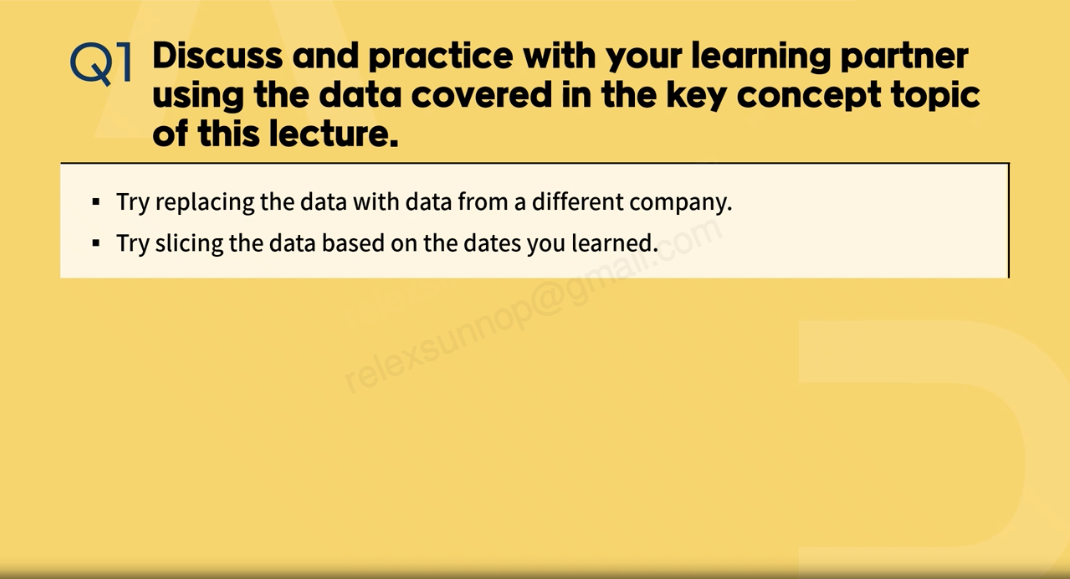 Q1 Discuss and practice with your learning partner
using the data covered in the key concept topic
of this lecture.
▪ Try replacing the data with data from a different company.
▪ Try slicing the data based on the dates you learned.
relexsunnop@gmail.com